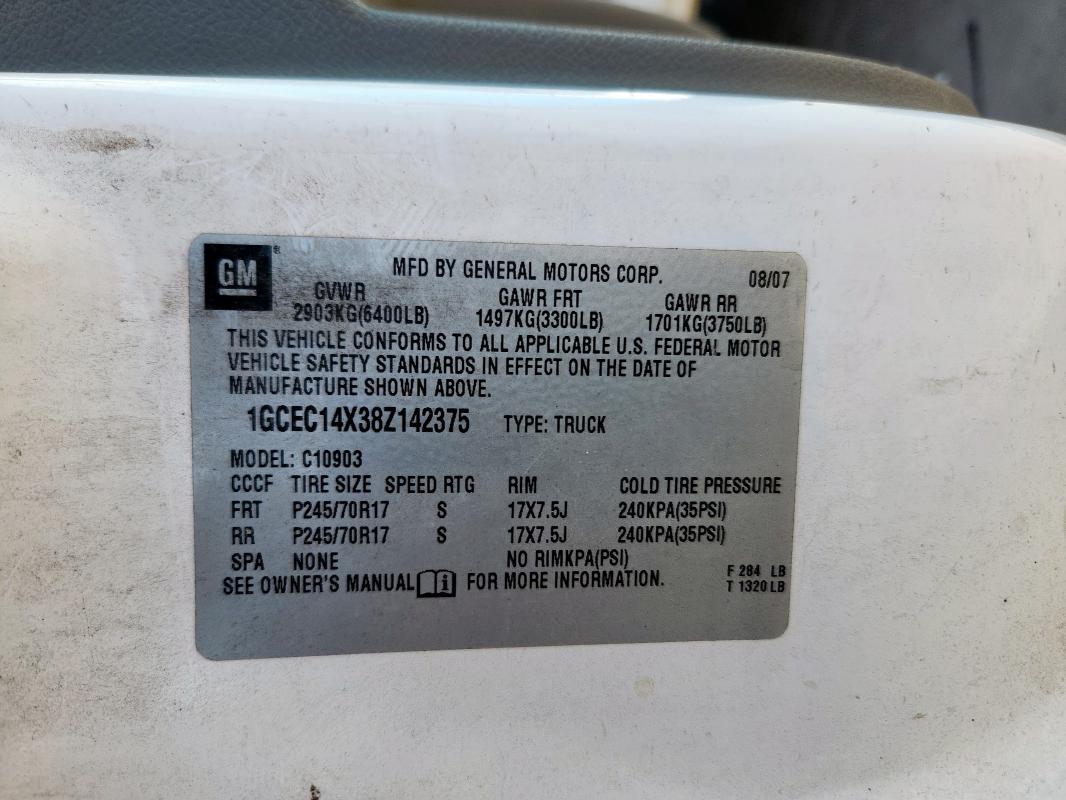 GM ®
MFD BY GENERAL MOTORS CORP. 08/07
GVWR GAWR FRT GAWR RR
2903KG(6400LB) 1497KG(3300LB) 1701KG(3750LB)
THIS VEHICLE CONFORMS TO ALL APPLICABLE U.S. FEDERAL MOTOR
VEHICLE SAFETY STANDARDS IN EFFECT ON THE DATE OF
MANUFACTURE SHOWN ABOVE.
1GCEC14X38Z142375 TYPE: TRUCK
MODEL: C10903
CCCF TIRE SIZE SPEED RTG RIM COLD TIRE PRESSURE
FRT P245/70R17 S 17X7.5J 240KPA(35PSI)
RR P245/70R17 S 17X7.5J 240KPA(35PSI)
SPA NONE NO RIMKPA(PSI)
SEE OWNER'S MANUAL i FOR MORE INFORMATION.
F 284 LB
T 1320 LB